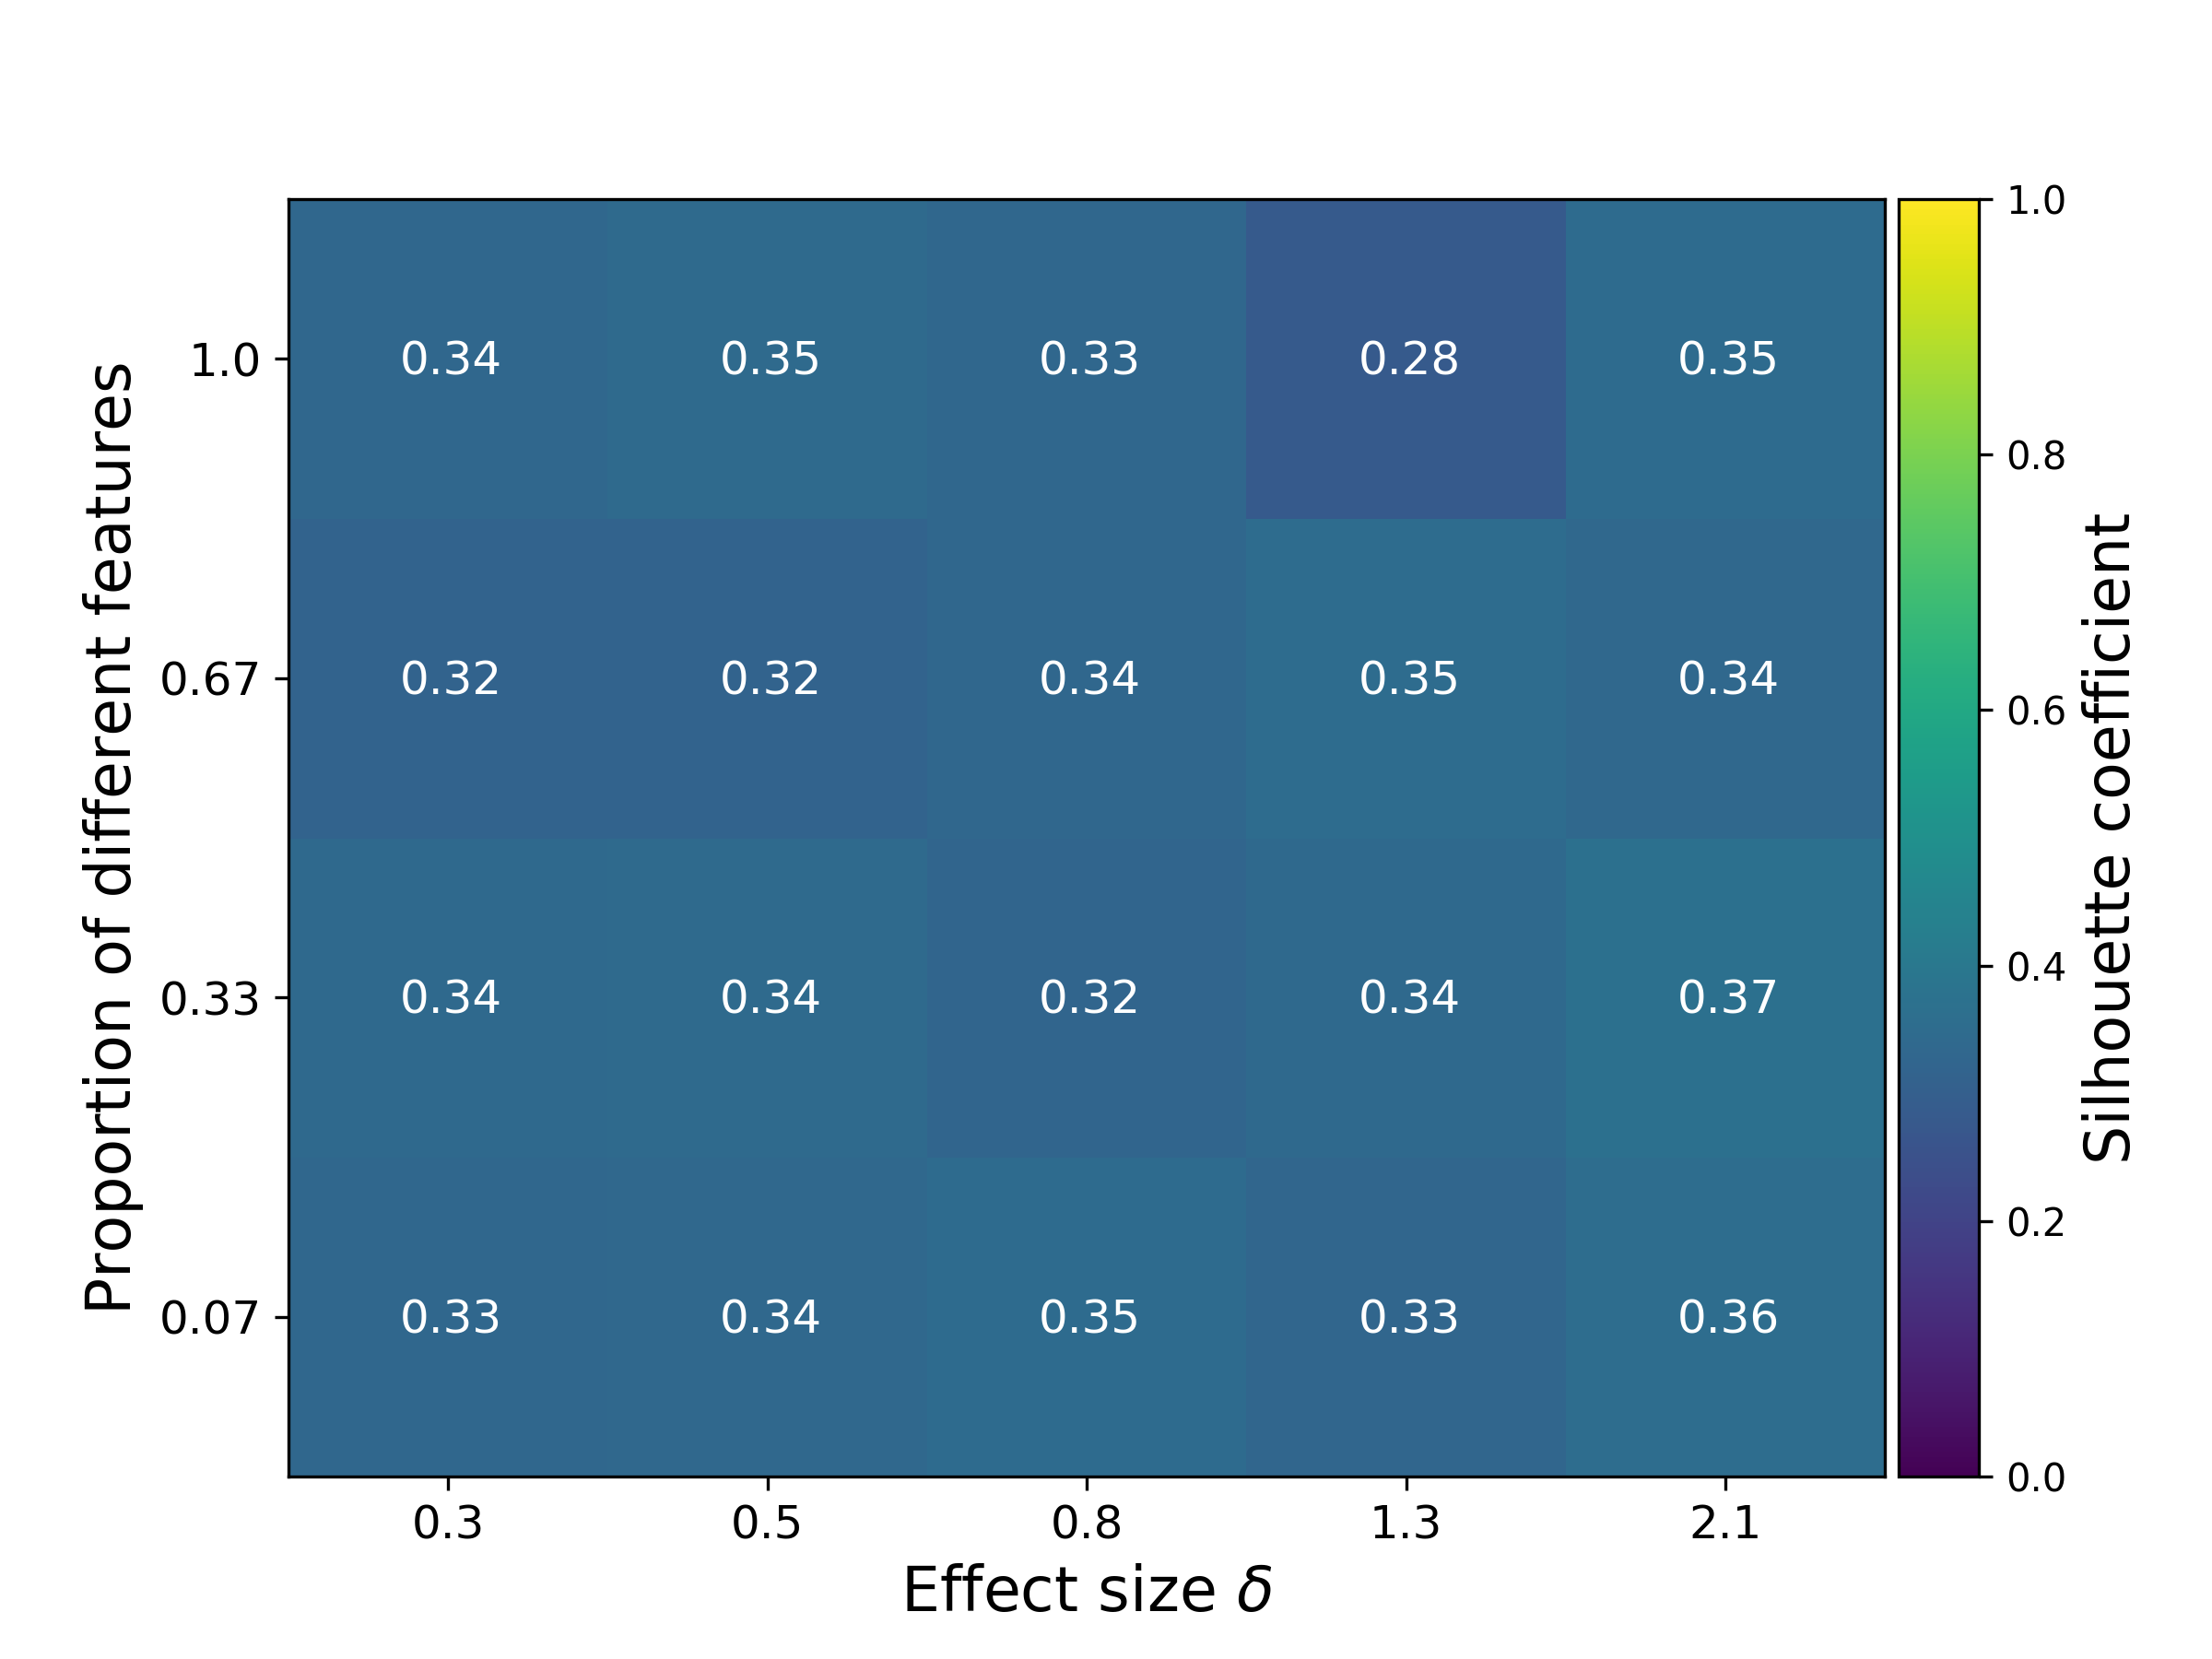 Proportion of different features
1.0
0.67
0.33
0.07
0.34 0.35 0.33 0.28 0.35
0.32 0.32 0.34 0.35 0.34
0.34 0.34 0.32 0.34 0.37
0.33 0.34 0.35 0.33 0.36
0.3 0.5 0.8 1.3 2.1
Effect size δ
1.0
0.8
0.6
0.4
0.2
0.0
Silhouette coefficient